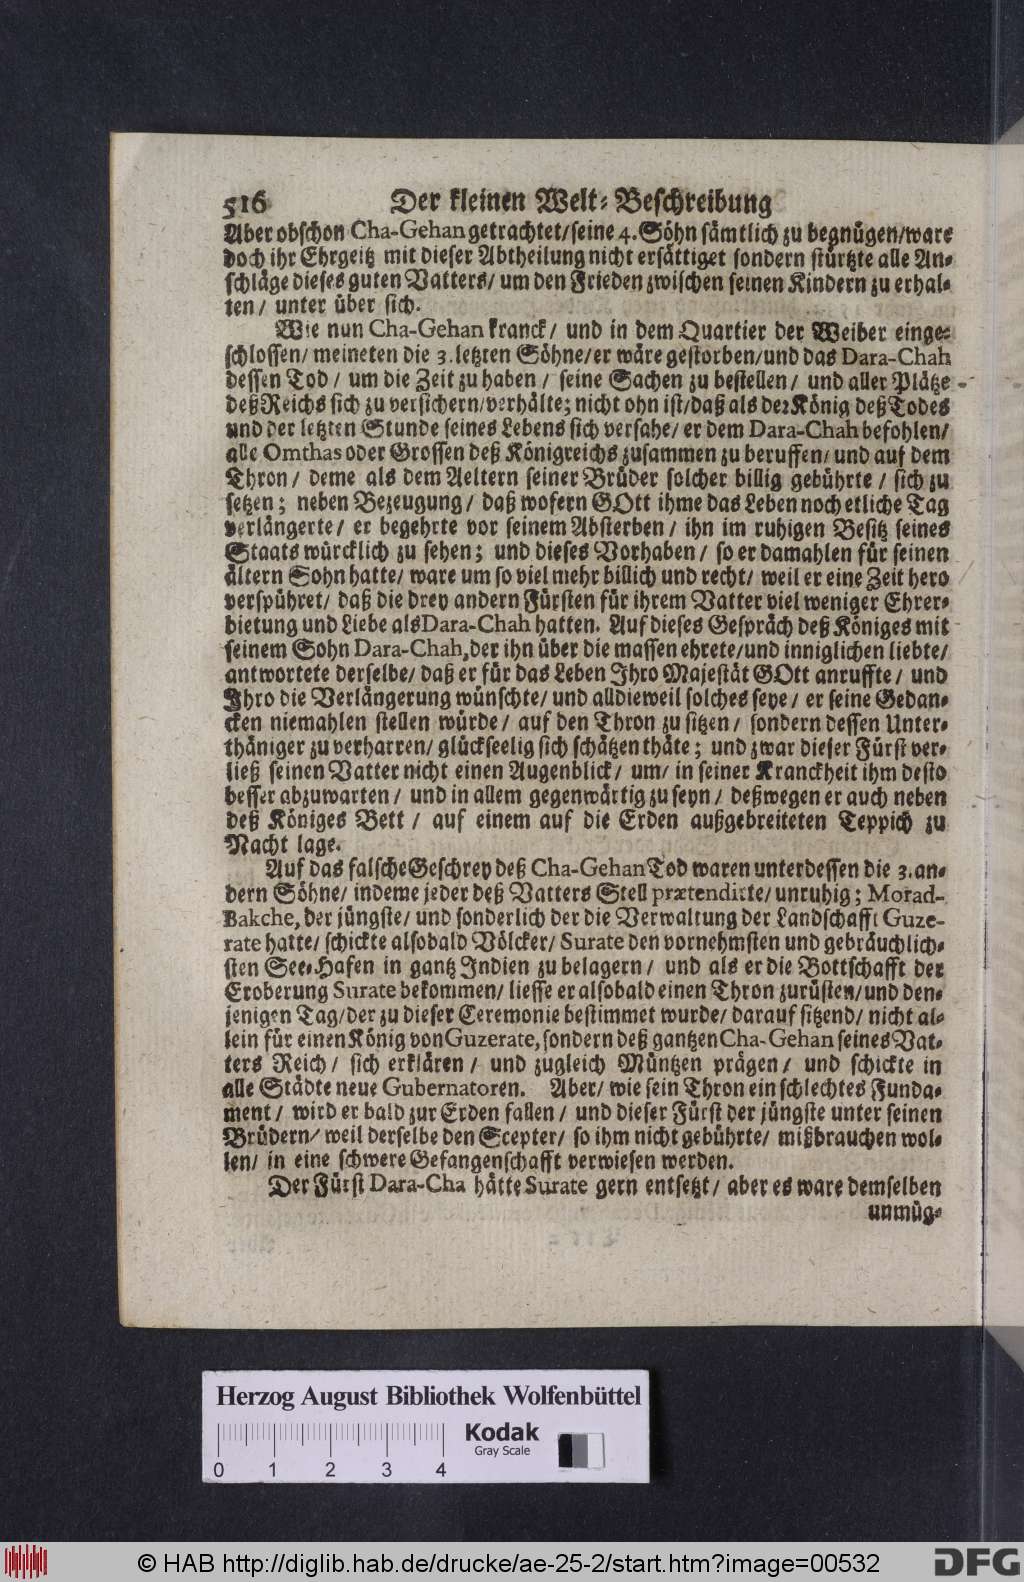 516 Der kleinen Welt-Beschreibung
Aber obschon Cha-Gehan getrachtet/ seine 4. Söhn sämtlich zu begnügen/ ware
doch ihr Ehrgeitz mit dieser Abtheilung nicht ersättiget sondern stürtzte alle An-
schläge dieses guten Vatters/ um den Frieden zwischen seinen Kindern zu erhal-
ten/ unter über sich.
Wie nun Cha-Gehan kranck/ und in dem Quartier der Weiber einge-
schlossen/ meineten die 3. letzten Söhne/ er wäre gestorben/ und das Dara-Chah
dessen Tod/ um die Zeit zu haben/ seine Sachen zu bestellen/ und aller Plätze
deß Reichs sich zu versichern/ verhälte; nicht ohn ist/ daß als der König deß Todes
und der letzten Stunde seines Lebens sich versahe/ er dem Dara-Chah befohlen/
alle Omthas oder Grossen deß Königreichs zusammen zu beruffen/ und auf dem
Thron/ deme als dem Aeltern seiner Brüder solcher billig gebührte/ sich zu
setzen; neben Bezeugung/ daß wofern GOtt ihme das Leben noch etliche Tag
verlängerte/ er begehrte vor seinem Absterben/ ihn im ruhigen Besitz seines
Staats würcklich zu sehen; und dieses Vorhaben/ so er damahlen für seinen
ältern Sohn hatte/ ware um so viel mehr billich und recht/ weil er eine Zeit hero
verspühret/ daß die drey andern Fürsten für ihrem Vatter viel weniger Ehrer-
bietung und Liebe als Dara-Chah hatten. Auf dieses Gespräch deß Königes mit
seinem Sohn Dara-Chah, der ihn über die massen ehrete/ und inniglichen liebte/
antwortete derselbe/ daß er für das Leben Ihro Majestät GOtt anruffte/ und
Ihro die Verlängerung wünschte/ und alldieweil solches seye/ er seine Gedan-
cken niemahlen stellen würde/ auf den Thron zu sitzen/ sondern dessen Unter-
thäniger zu verharren/ glückseelig sich schätzen thäte; und zwar dieser Fürst ver-
ließ seinen Vatter nicht einen Augenblick/ um/ in seiner Kranckheit ihm desto
besser abzuwarten/ und in allem gegenwärtig zu seyn/ deßwegen er auch neben
deß Königes Bett/ auf einem auf die Erden außgebreiteten Teppich zu
Nacht lage.
Auf das falsche Geschrey deß Cha-Gehan Tod waren unterdessen die 3. an-
dern Söhne/ indeme jeder deß Vatters Stell prætendirte/ unruhig; Morad-
Bakche, der jüngste/ und sonderlich der die Verwaltung der Landschafft Guze-
rate hatte/ schickte alsobald Völcker/ Surate den vornehmsten und gebräuchlich-
sten See-Hafen in gantz Indien zu belagern/ und als er die Bottschafft der
Eroberung Surate bekommen/ liesse er alsobald einen Thron zurüsten/ und den-
jenigen Tag/ der zu dieser Ceremonie bestimmet wurde/ darauf sitzend/ nicht al-
lein für einen König von Guzerate, sondern deß gantzen Cha-Gehan seines Vat-
ters Reich/ sich erklären/ und zugleich Müntzen prägen/ und schickte in
alle Städte neue Gubernatoren. Aber/ wie sein Thron ein schlechtes Funda-
ment/ wird er bald zur Erden fallen/ und dieser Fürst der jüngste unter seinen
Brüdern/ weil derselbe den Scepter/ so ihm nicht gebührte/ mißbrauchen wol-
len/ in eine schwere Gefangenschafft verwiesen werden.
Der Fürst Dara-Cha hätte Surate gern entsetzt/ aber es ware demselben
unmüg-
Herzog August Bibliothek Wolfenbüttel
Kodak
Gray Scale
0 1 2 3 4
© HAB http://diglib.hab.de/drucke/ae-25-2/start.htm?image=00532
DFG